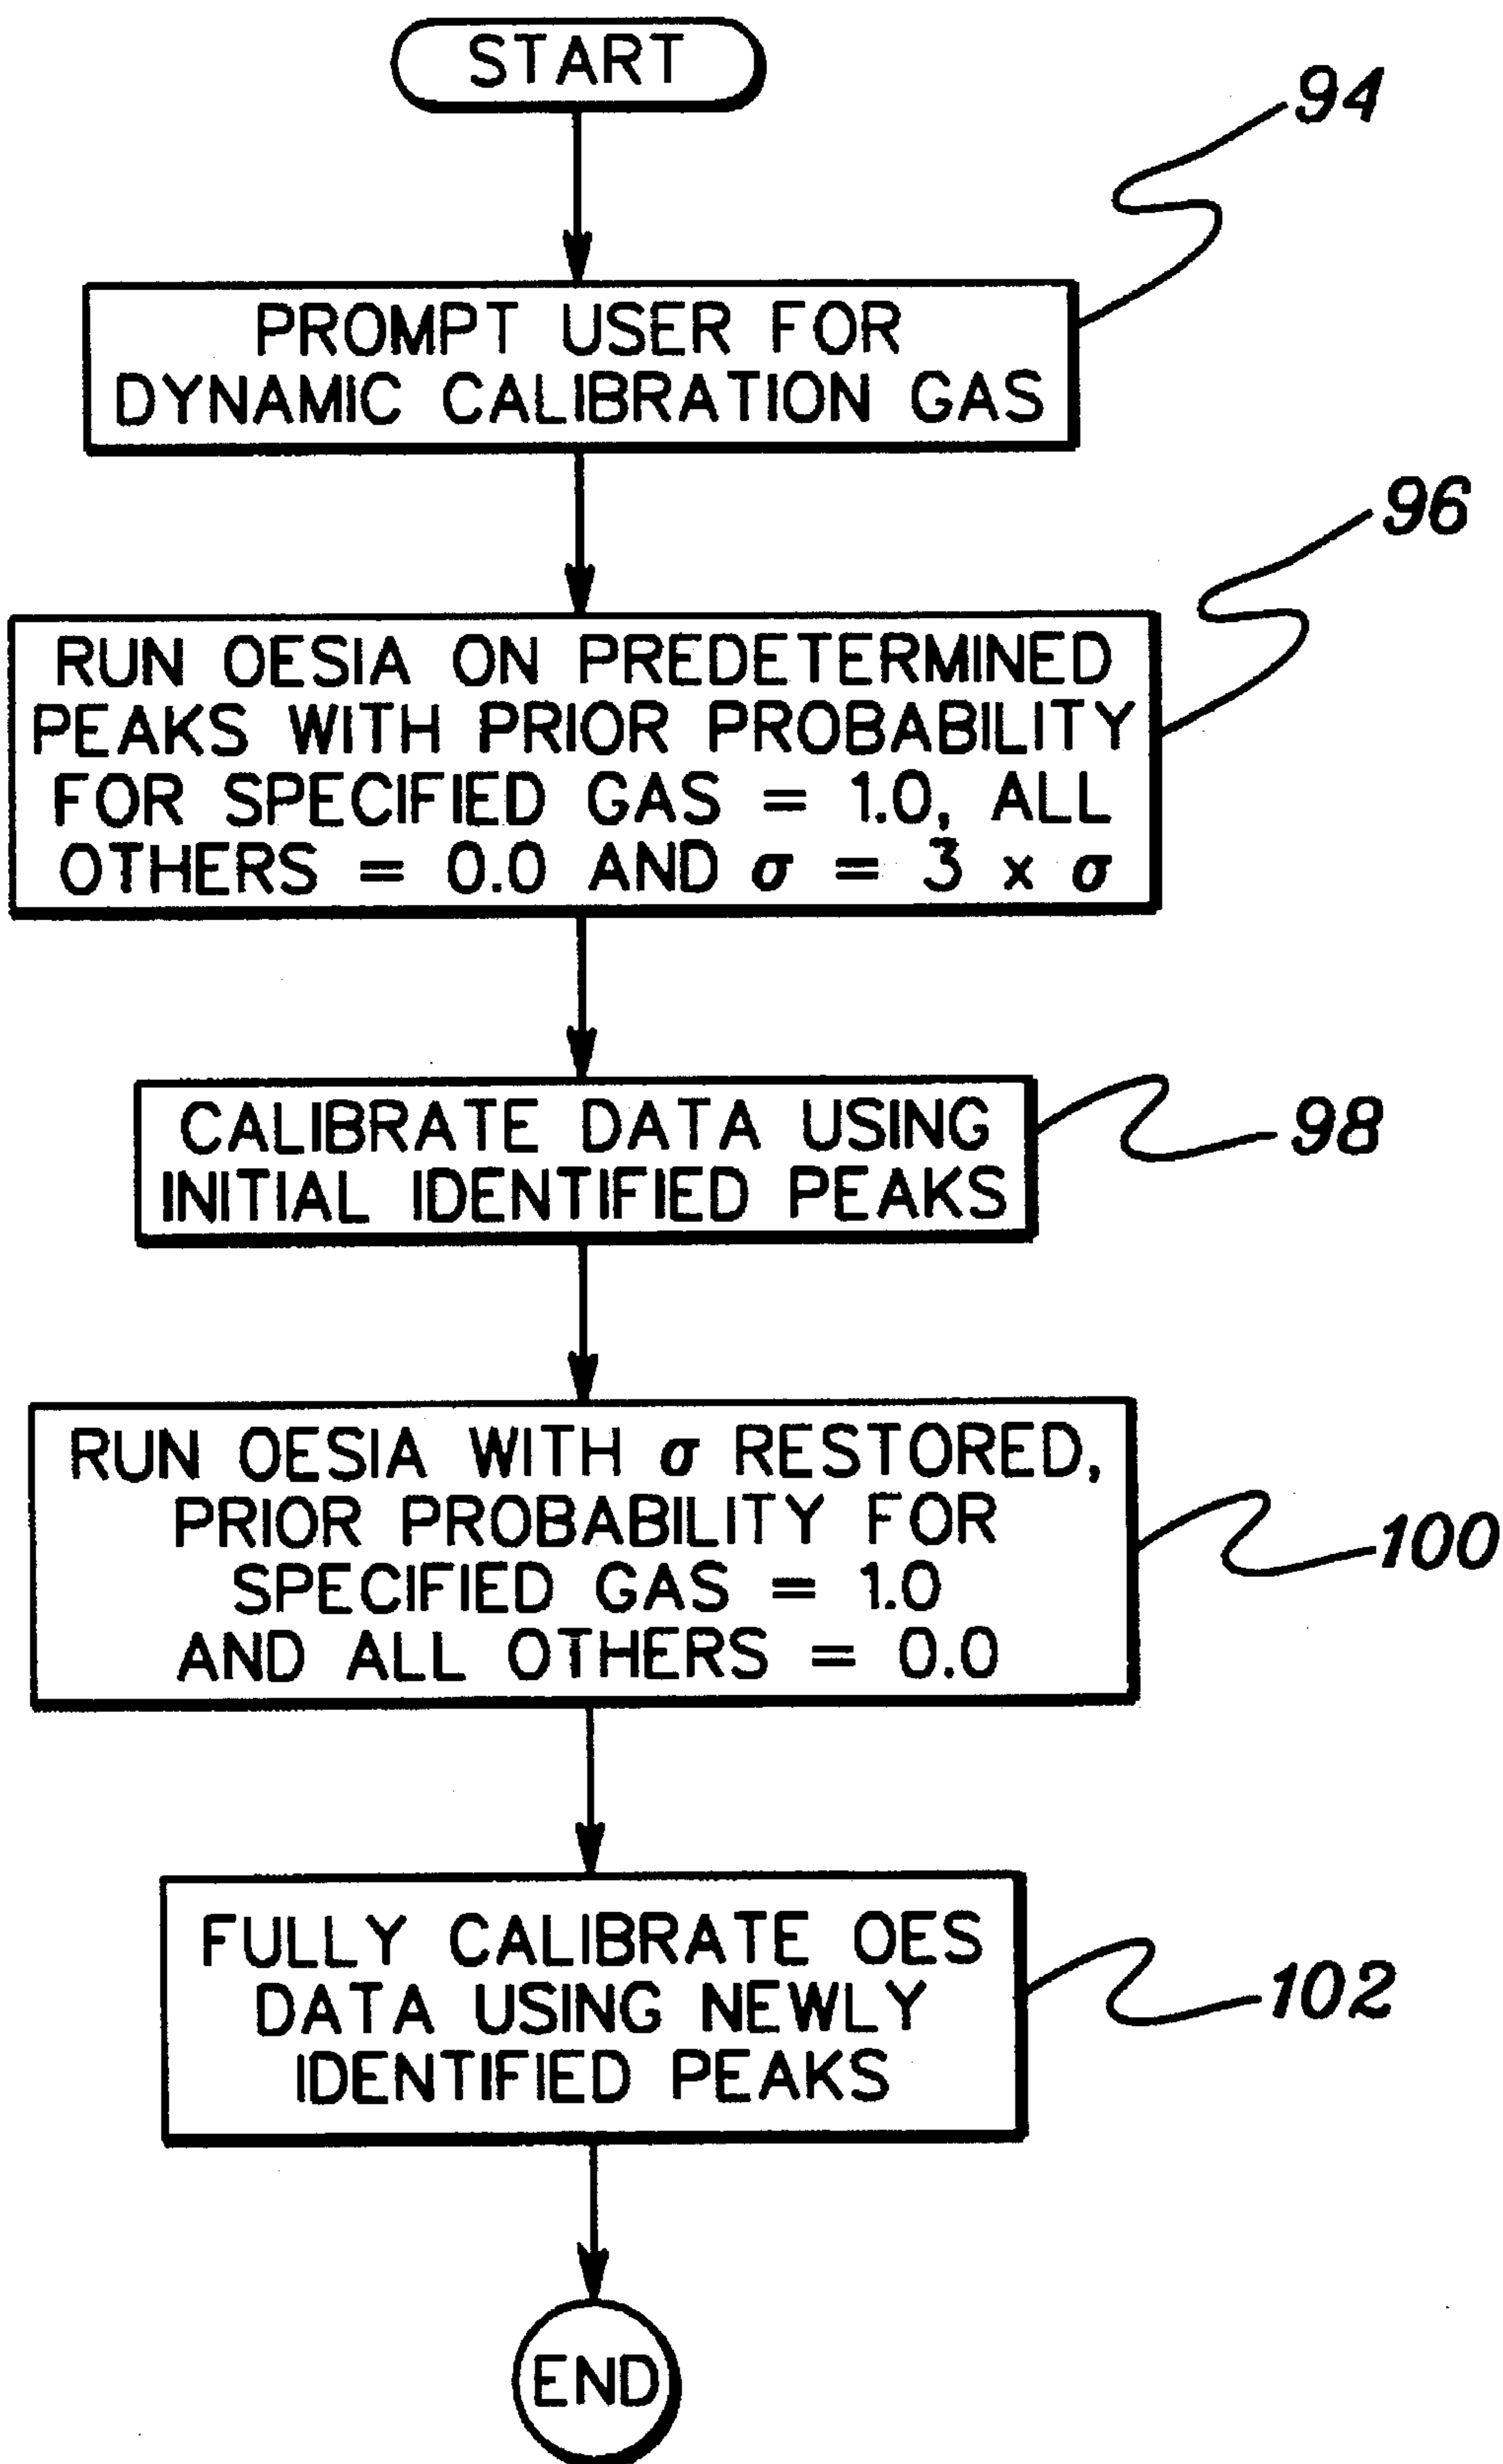 START
94
PROMPT USER FOR
DYNAMIC CALIBRATION GAS
96
RUN OESIA ON PREDETERMINED
PEAKS WITH PRIOR PROBABILITY
FOR SPECIFIED GAS = 1.0, ALL
OTHERS = 0.0 AND σ = 3 × σ
CALIBRATE DATA USING
INITIAL IDENTIFIED PEAKS
98
RUN OESIA WITH σ RESTORED,
PRIOR PROBABILITY FOR
SPECIFIED GAS = 1.0
AND ALL OTHERS = 0.0
100
FULLY CALIBRATE OES
DATA USING NEWLY
IDENTIFIED PEAKS
102
END